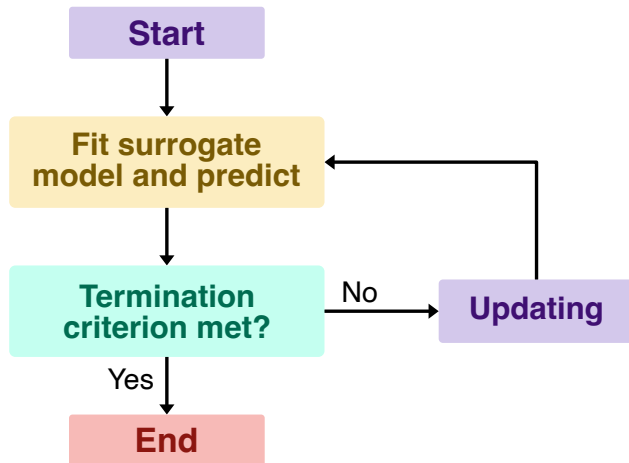 Start
Fit surrogate
model and predict
Termination
criterion met?
No
Updating
Yes
End